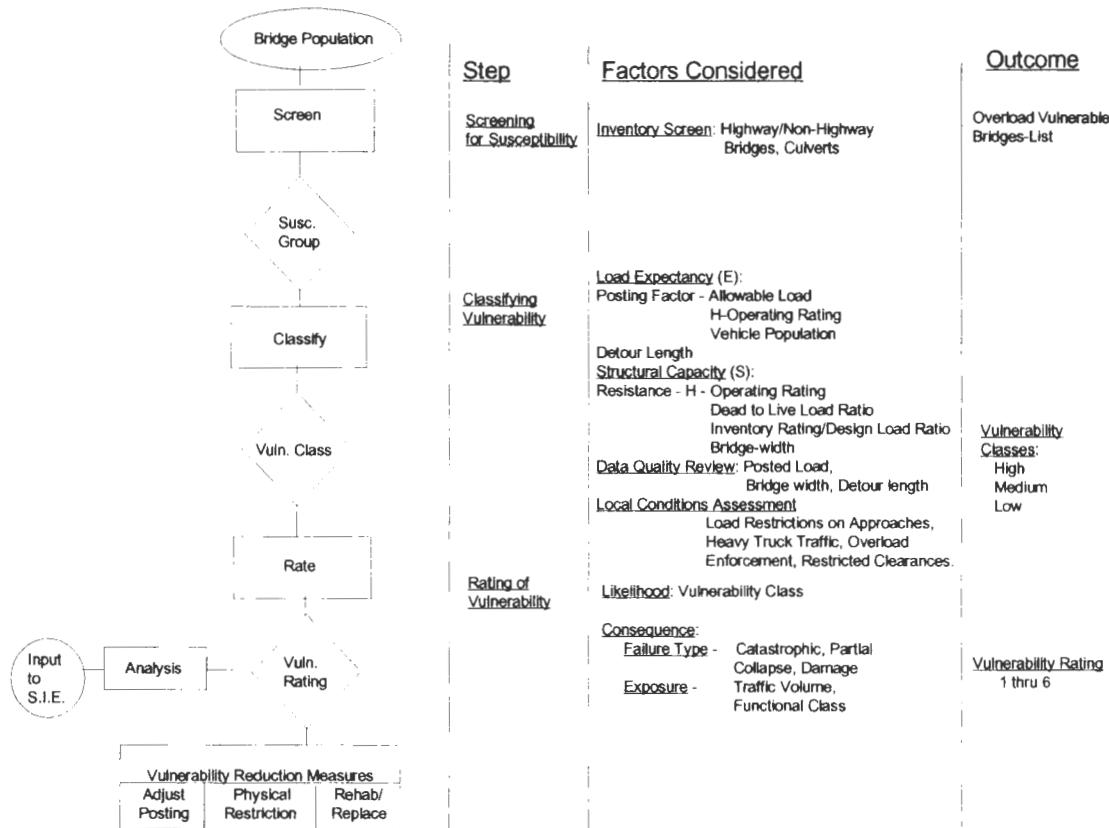 Bridge Population
Screen
Susc.
Group
Classify
Vuln. Class
Rate
Vuln.
Rating
Analysis
Input
to
S.I.E.
Vulnerability Reduction Measures
Adjust
Posting
Physical
Restriction
Rehab/
Replace
Step
Screening
for Susceptibility
Classifying
Vulnerability
Rating of
Vulnerability
Factors Considered
Inventory Screen: Highway/Non-Highway
Bridges, Culverts
Load Expectancy (E):
Posting Factor - Allowable Load
H-Operating Rating
Vehicle Population
Detour Length
Structural Capacity (S):
Resistance - H - Operating Rating
Dead to Live Load Ratio
Inventory Rating/Design Load Ratio
Bridge-width
Data Quality Review: Posted Load,
Bridge width, Detour length
Local Conditions Assessment
Load Restrictions on Approaches,
Heavy Truck Traffic, Overload
Enforcement, Restricted Clearances.
Likelihood: Vulnerability Class
Consequence:
Failure Type - Catastrophic, Partial
Collapse, Damage
Exposure - Traffic Volume,
Functional Class
Outcome
Overload Vulnerable
Bridges-List
Vulnerability
Classes:
High
Medium
Low
Vulnerability Rating
1 thru 6